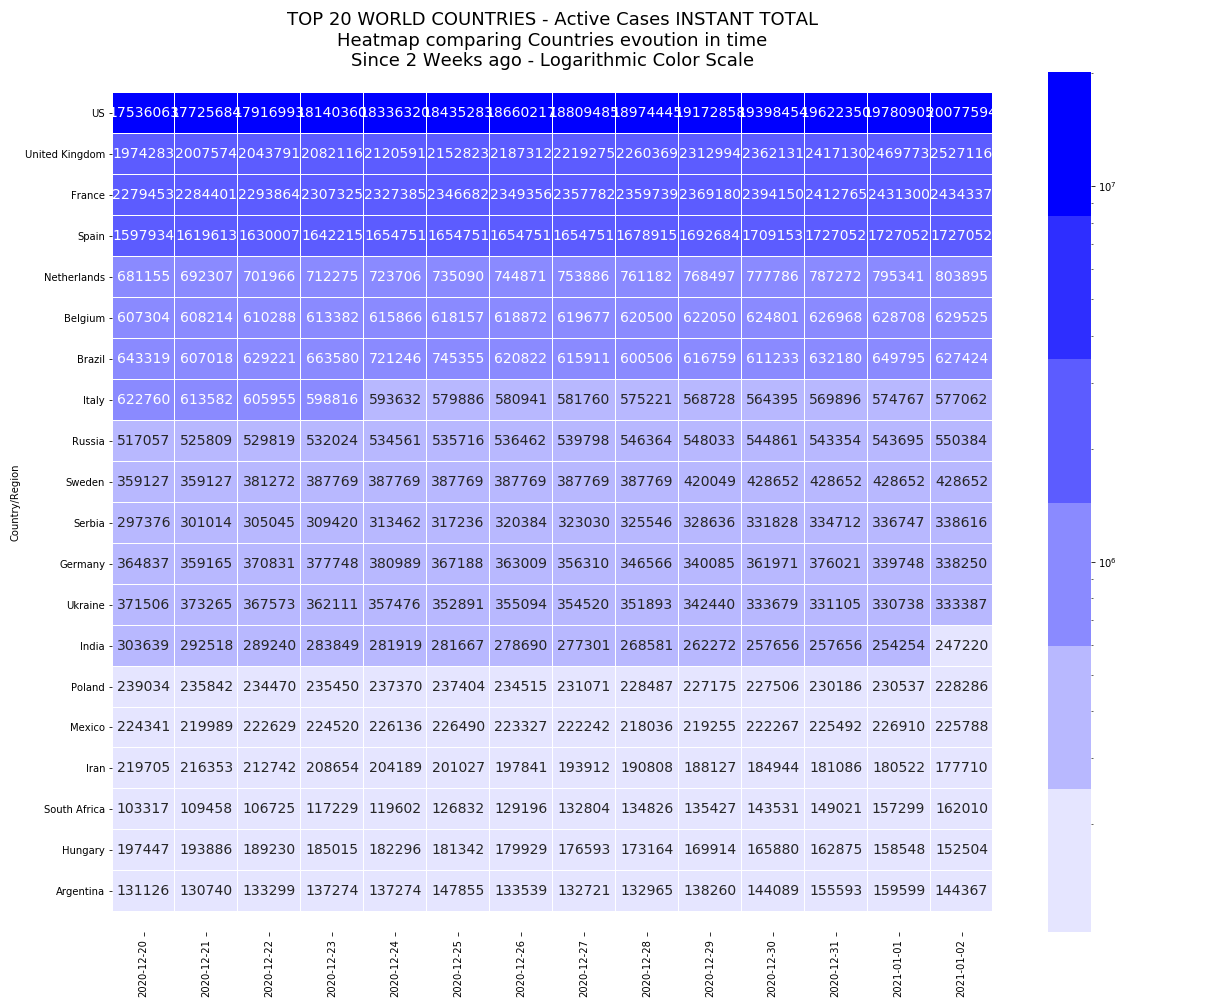 TOP 20 WORLD COUNTRIES - Active Cases INSTANT TOTAL
Heatmap comparing Countries evoution in time
Since 2 Weeks ago - Logarithmic Color Scale
US 17536063 17725684 17916993 18140360 18336320 18435283 18660217 18809485 18974445 19172858 19398454 19622350 19780905 20077594
United Kingdom 1974283 2007574 2043791 2082116 2120591 2152823 2187312 2219275 2260369 2312994 2362131 2417130 2469773 2527116
France 2279453 2284401 2293864 2307325 2327385 2346682 2349356 2357782 2359739 2369180 2394150 2412765 2431300 2434337
Spain 1597934 1619613 1630007 1642215 1654751 1654751 1654751 1654751 1678915 1692684 1709153 1727052 1727052 1727052
Netherlands 681155 692307 701966 712275 723706 735090 744871 753886 761182 768497 777786 787272 795341 803895
Belgium 607304 608214 610288 613382 615866 618157 618872 619677 620500 622050 624801 626968 628708 629525
Brazil 643319 607018 629221 663580 721246 745355 620822 615911 600506 616759 611233 632180 649795 627424
Italy 622760 613582 605955 598816 593632 579886 580941 581760 575221 568728 564395 569896 574767 577062
Russia 517057 525809 529819 532024 534561 535716 536462 539798 546364 548033 544861 543354 543695 550384
Sweden 359127 359127 381272 387769 387769 387769 387769 387769 387769 420049 428652 428652 428652 428652
Serbia 297376 301014 305045 309420 313462 317236 320384 323030 325546 328636 331828 334712 336747 338616
Germany 364837 359165 370831 377748 380989 367188 363009 356310 346566 340085 361971 376021 339748 338250
Ukraine 371506 373265 367573 362111 357476 352891 355094 354520 351893 342440 333679 331105 330738 333387
India 303639 292518 289240 283849 281919 281667 278690 277301 268581 262272 257656 257656 254254 247220
Poland 239034 235842 234470 235450 237370 237404 234515 231071 228487 227175 227506 230186 230537 228286
Mexico 224341 219989 222629 224520 226136 226490 223327 222242 218036 219255 222267 225492 226910 225788
Iran 219705 216353 212742 208654 204189 201027 197841 193912 190808 188127 184944 181086 180522 177710
South Africa 103317 109458 106725 117229 119602 126832 129196 132804 134826 135427 143531 149021 157299 162010
Hungary 197447 193886 189230 185015 182296 181342 179929 176593 173164 169914 165880 162875 158548 152504
Argentina 131126 130740 133299 137274 137274 147855 133539 132721 132965 138260 144089 155593 159599 144367
2020-12-20 2020-12-21 2020-12-22 2020-12-23 2020-12-24 2020-12-25 2020-12-26 2020-12-27 2020-12-28 2020-12-29 2020-12-30 2020-12-31 2021-01-01 2021-01-02
Country/Region
10⁷
10⁶